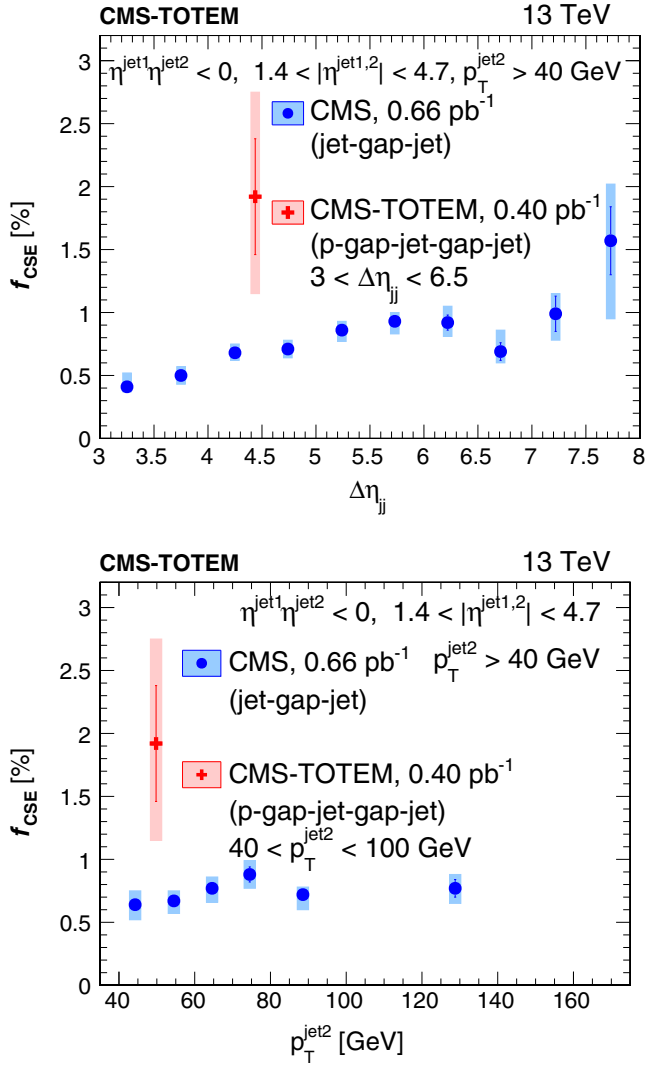 CMS-TOTEM 13 TeV
η^jet1 η^jet2 < 0, 1.4 < |η^jet1,2| < 4.7, p_T^jet2 > 40 GeV
CMS, 0.66 pb⁻¹
(jet-gap-jet)
CMS-TOTEM, 0.40 pb⁻¹
(p-gap-jet-gap-jet)
3 < Δη_jj < 6.5
f_CSE [%]
3
2.5
2
1.5
1
0.5
0
3 3.5 4 4.5 5 5.5 6 6.5 7 7.5 8
Δη_jj
CMS-TOTEM 13 TeV
η^jet1 η^jet2 < 0, 1.4 < |η^jet1,2| < 4.7
CMS, 0.66 pb⁻¹ p_T^jet2 > 40 GeV
(jet-gap-jet)
CMS-TOTEM, 0.40 pb⁻¹
(p-gap-jet-gap-jet)
40 < p_T^jet2 < 100 GeV
f_CSE [%]
3
2.5
2
1.5
1
0.5
0
40 60 80 100 120 140 160
p_T^jet2 [GeV]